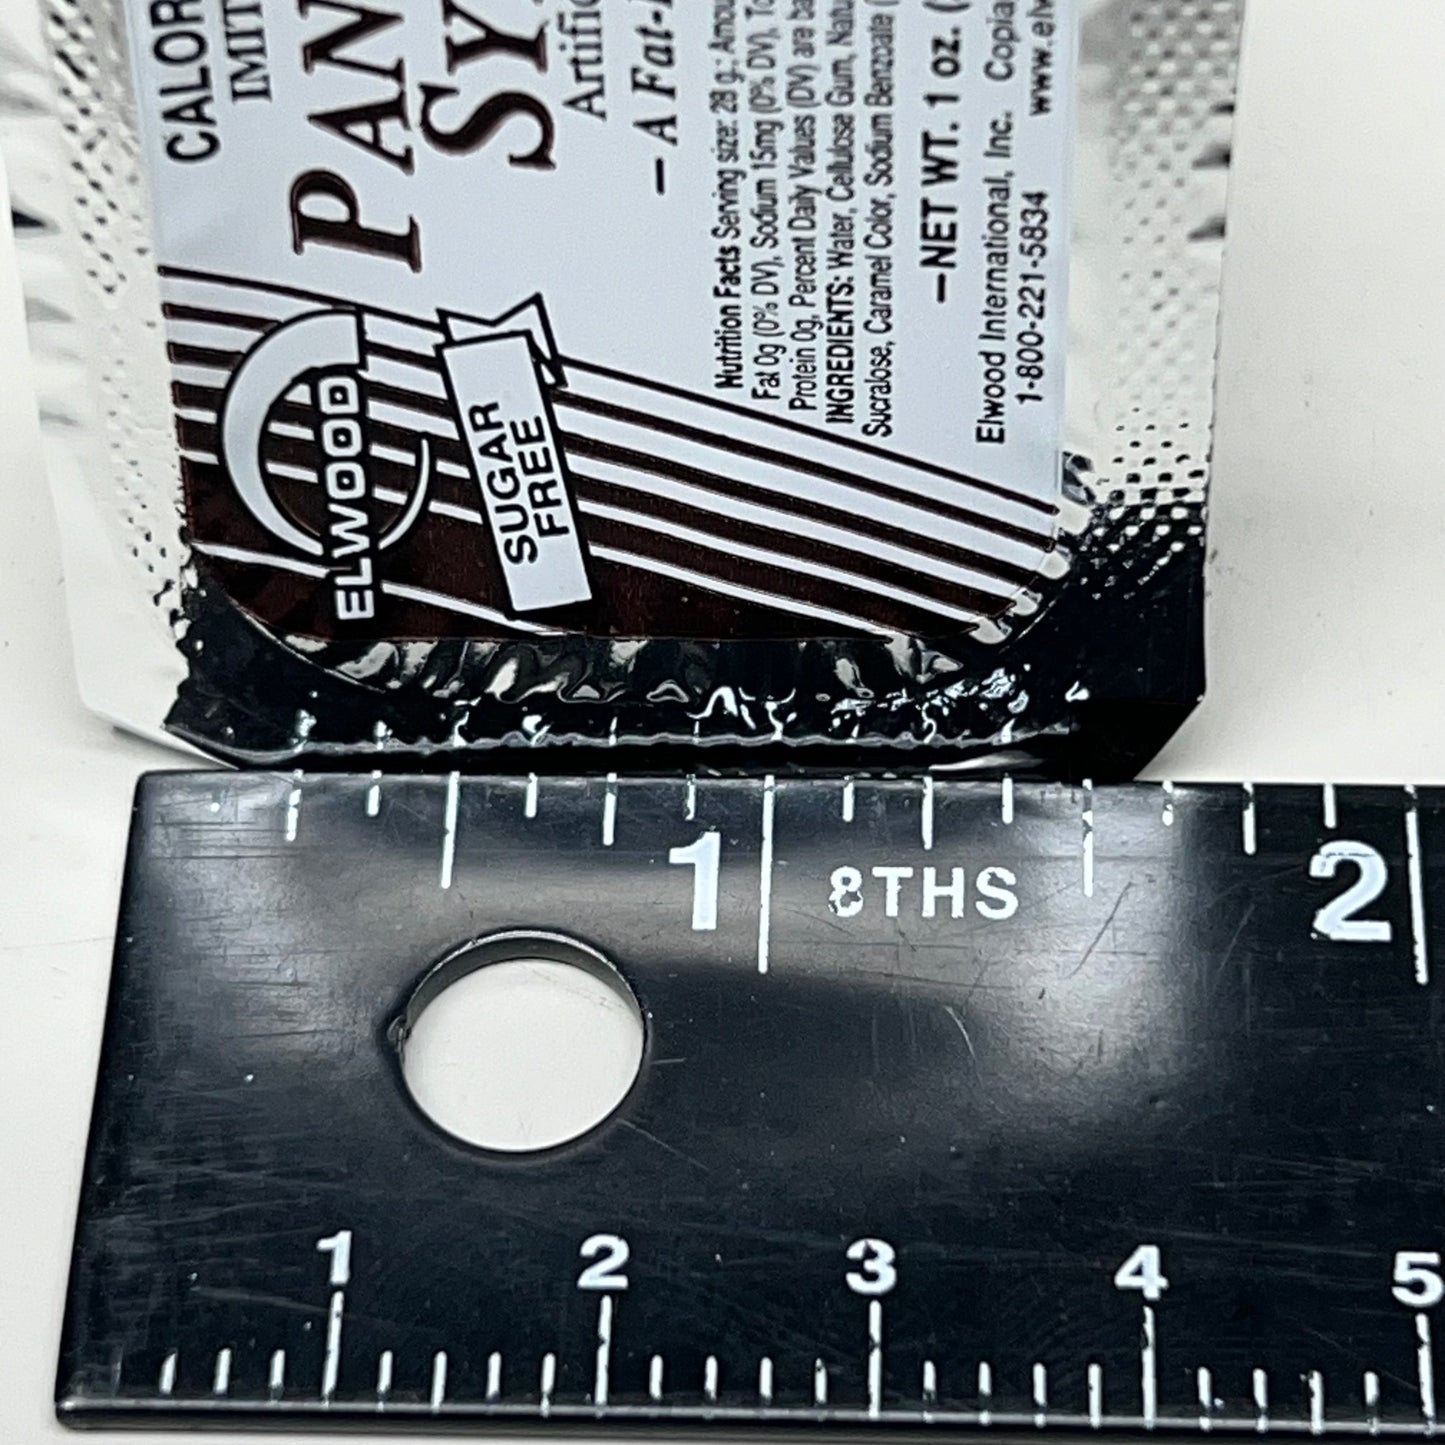 CALOR
IMIT
PAN
SY
Artific
– A Fat-
ELWOOD
SUGAR
FREE
Nutrition Facts Serving size: 28 g.; Amou
Fat 0g (0% DV), Sodium 15mg (0% DV), To
Protein 0g, Percent Daily Values (DV) are ba
INGREDIENTS: Water, Cellulose Gum, Natu
Sucralose, Caramel Color, Sodium Benzoate (
–NET WT. 1 oz. (
Elwood International, Inc. Copia
1-800-221-5834 www.elw
1 8THS 2
1 2 3 4 5